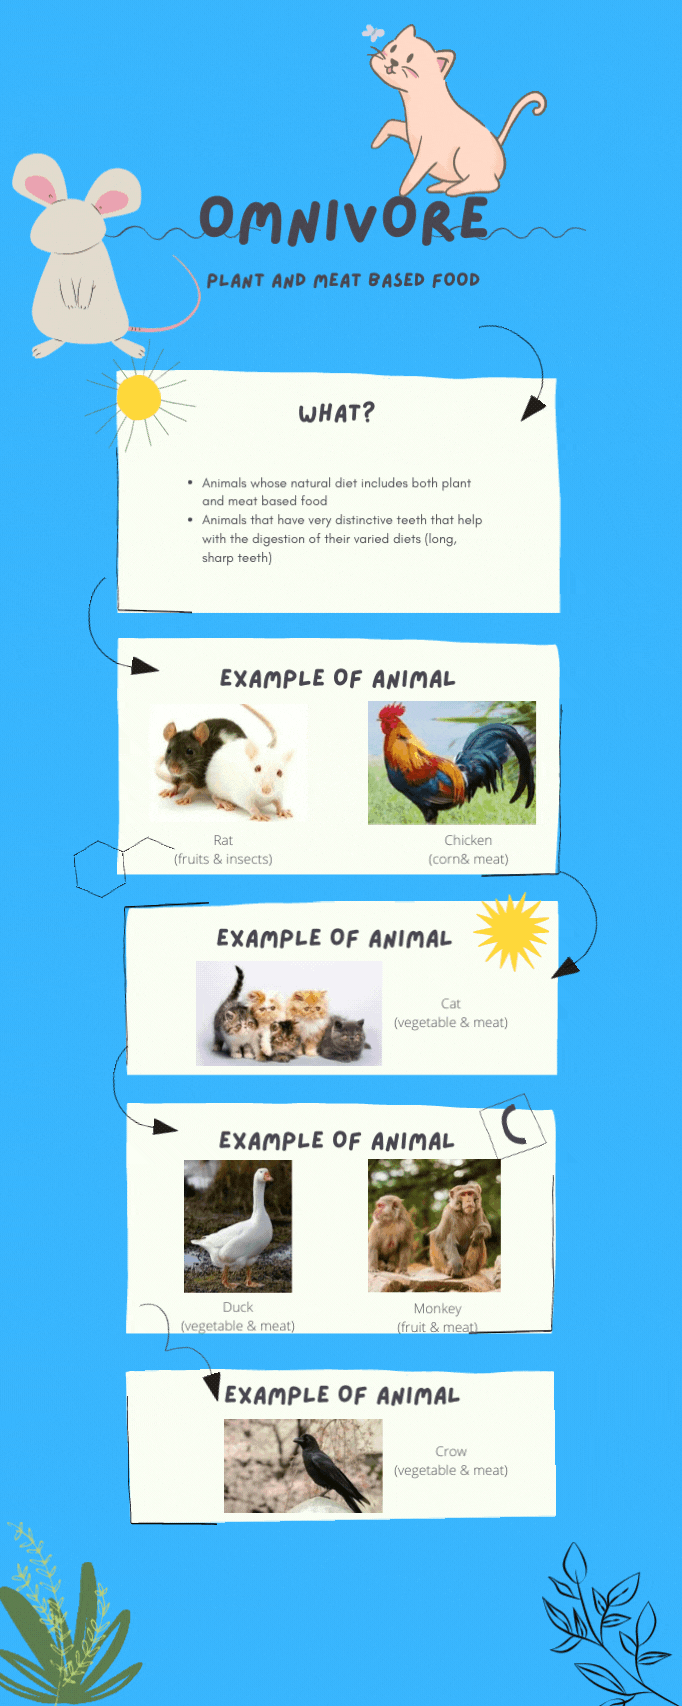 OMNIVORE
PLANT AND MEAT BASED FOOD
WHAT?
• Animals whose natural diet includes both plant
and meat based food
• Animals that have very distinctive teeth that help
with the digestion of their varied diets (long,
sharp teeth)
EXAMPLE OF ANIMAL
Rat
(fruits & insects)
Chicken
(corn& meat)
EXAMPLE OF ANIMAL
Cat
(vegetable & meat)
EXAMPLE OF ANIMAL
Duck
(vegetable & meat)
Monkey
(fruit & meat)
EXAMPLE OF ANIMAL
Crow
(vegetable & meat)